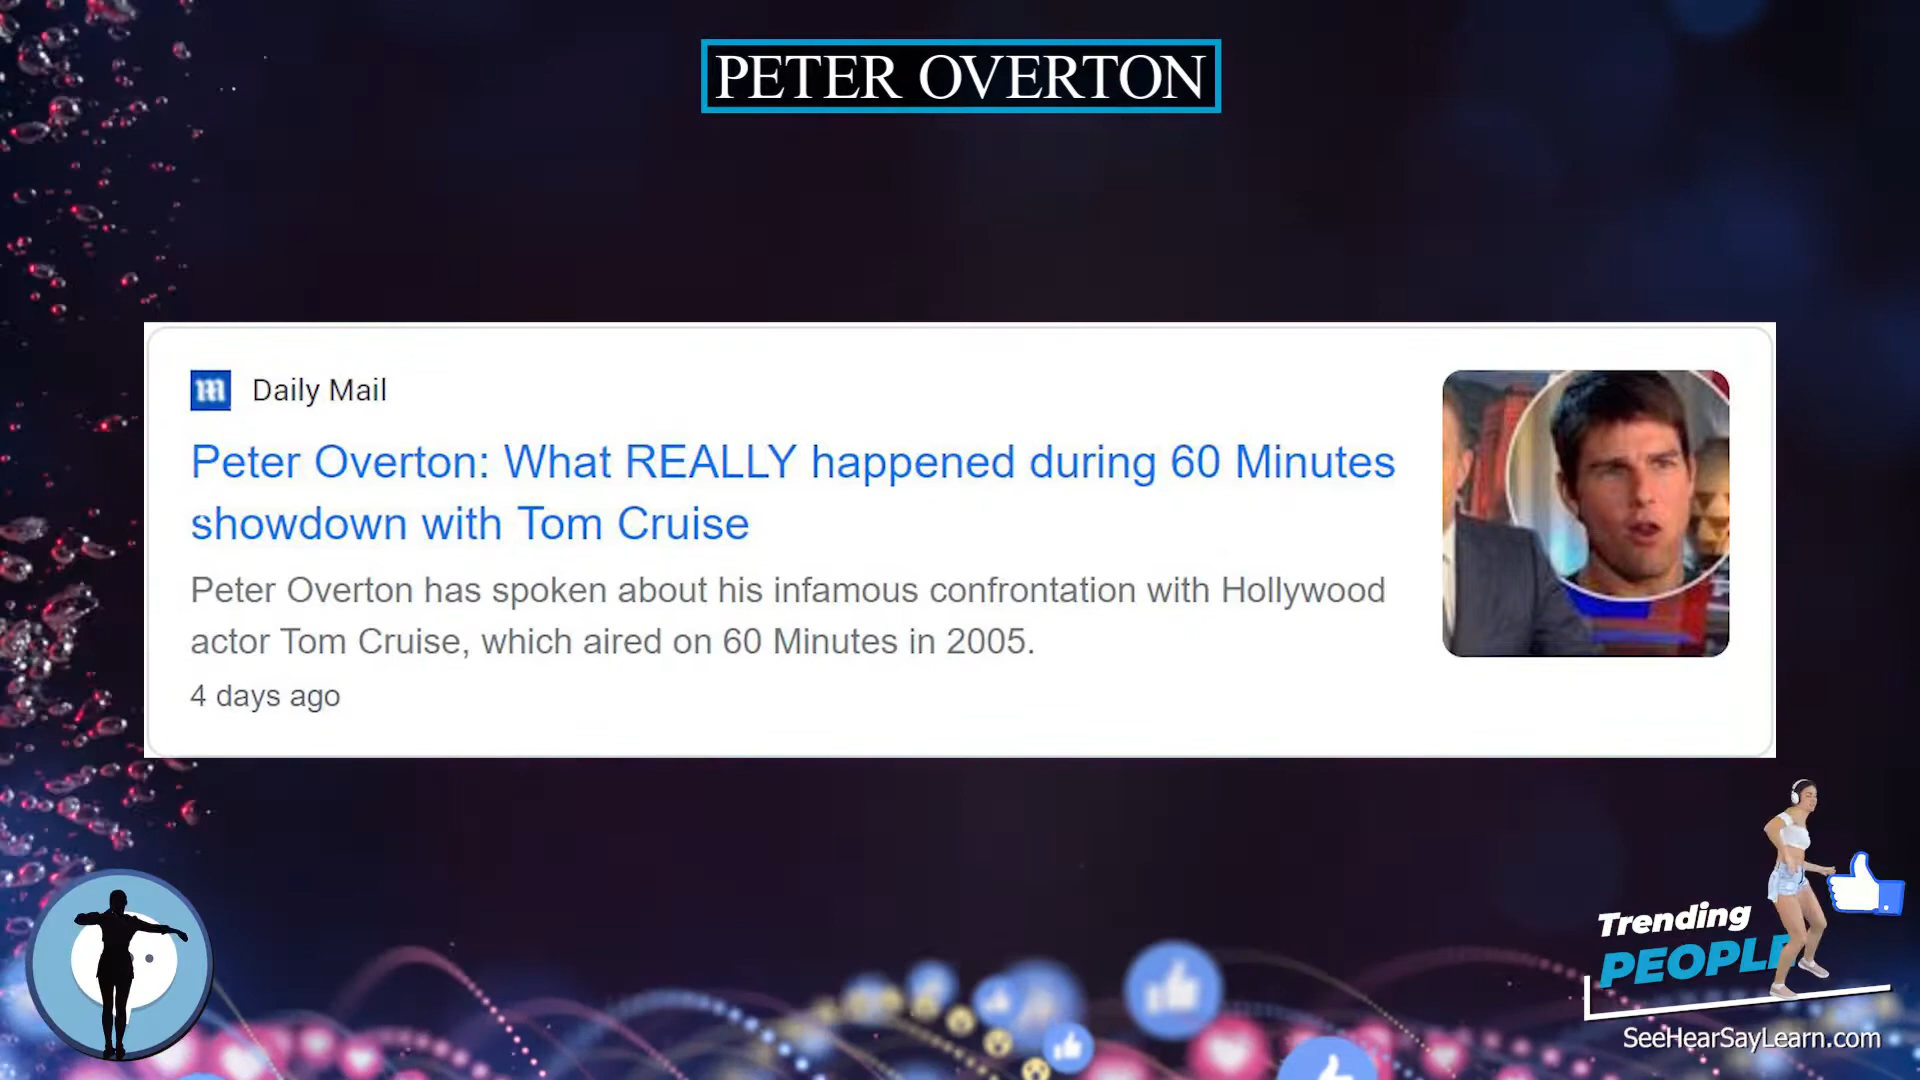 PETER OVERTON
Daily Mail
Peter Overton: What REALLY happened during 60 Minutes
showdown with Tom Cruise
Peter Overton has spoken about his infamous confrontation with Hollywood
actor Tom Cruise, which aired on 60 Minutes in 2005.
4 days ago
Trending
PEOPLE
SeeHearSayLearn.com